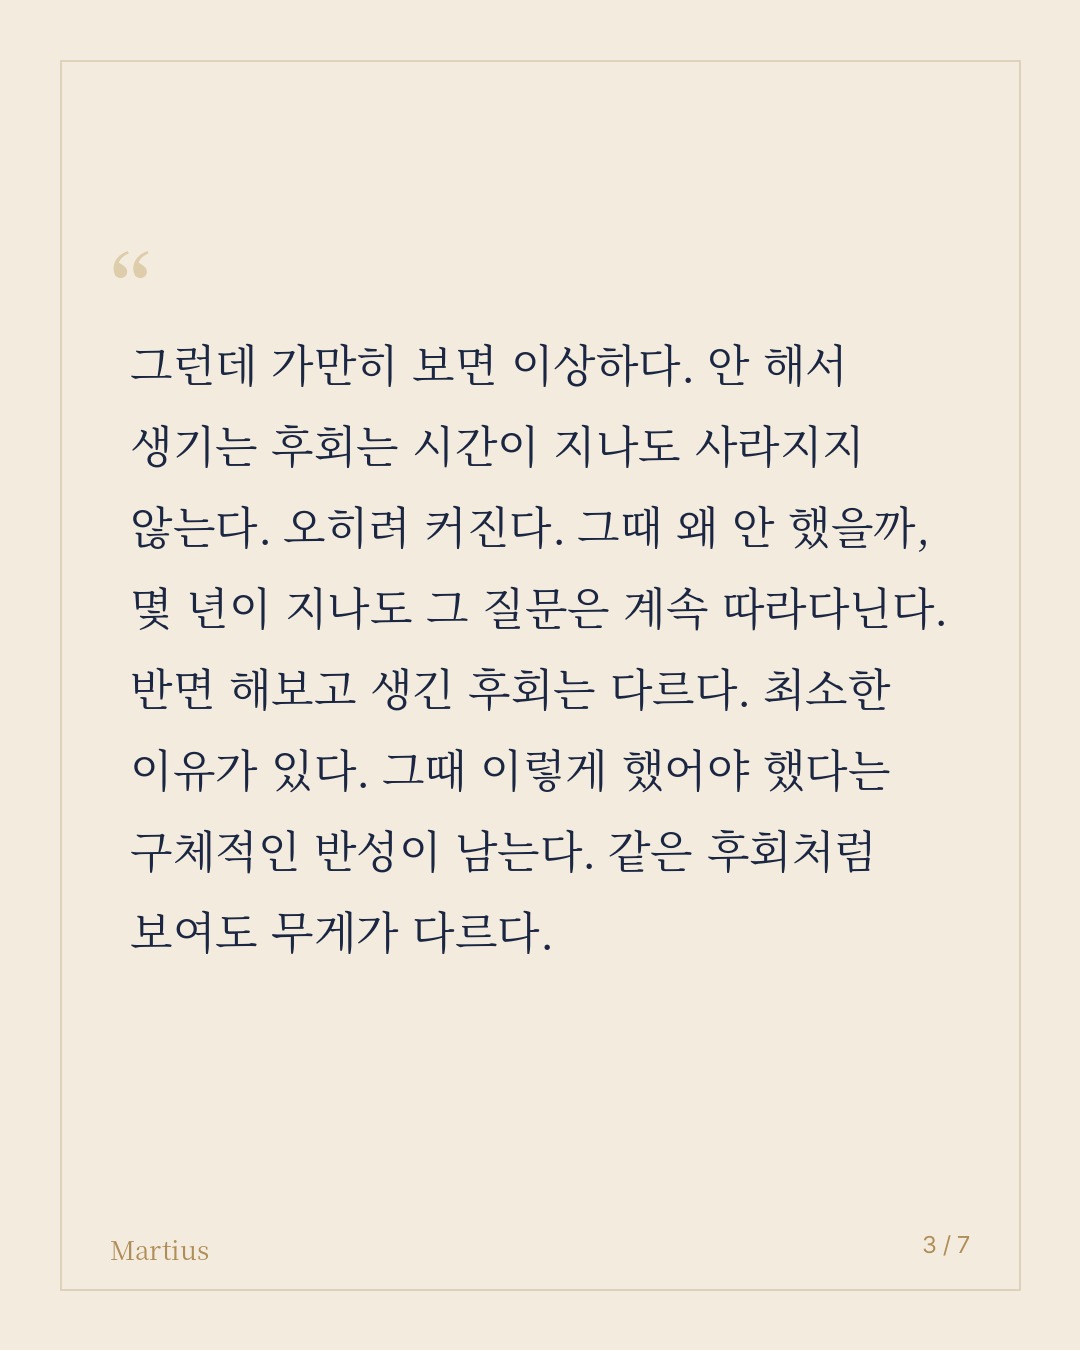 “
그런데 가만히 보면 이상하다. 안 해서
생기는 후회는 시간이 지나도 사라지지
않는다. 오히려 커진다. 그때 왜 안 했을까,
몇 년이 지나도 그 질문은 계속 따라다닌다.
반면 해보고 생긴 후회는 다르다. 최소한
이유가 있다. 그때 이렇게 했어야 했다는
구체적인 반성이 남는다. 같은 후회처럼
보여도 무게가 다르다.
Martius
3 / 7